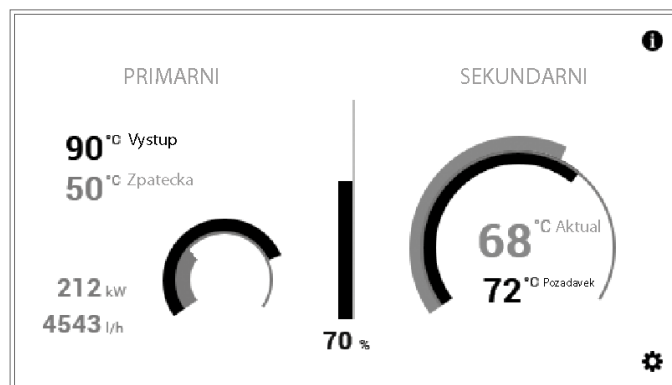 PRIMARNI
SEKUNDARNI
90 °C Vystup
50 °C Zpatecka
212 kW
4543 l/h
70 %
68 °C Aktual
72 °C Pozadavek